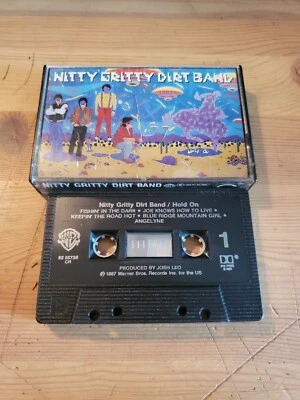 NITTY GRITTY DIRT BAND
NITTY GRITTY DIRT BAND
Nitty Gritty Dirt Band / Hold On
FISHIN' IN THE DARK • JOE KNOWS HOW TO LIVE •
KEEPIN' THE ROAD HOT • BLUE RIDGE MOUNTAIN GIRL •
ANGELYNE
1
PRODUCED BY JOSH LEO
©1987 Warner Bros. Records Inc. for the US